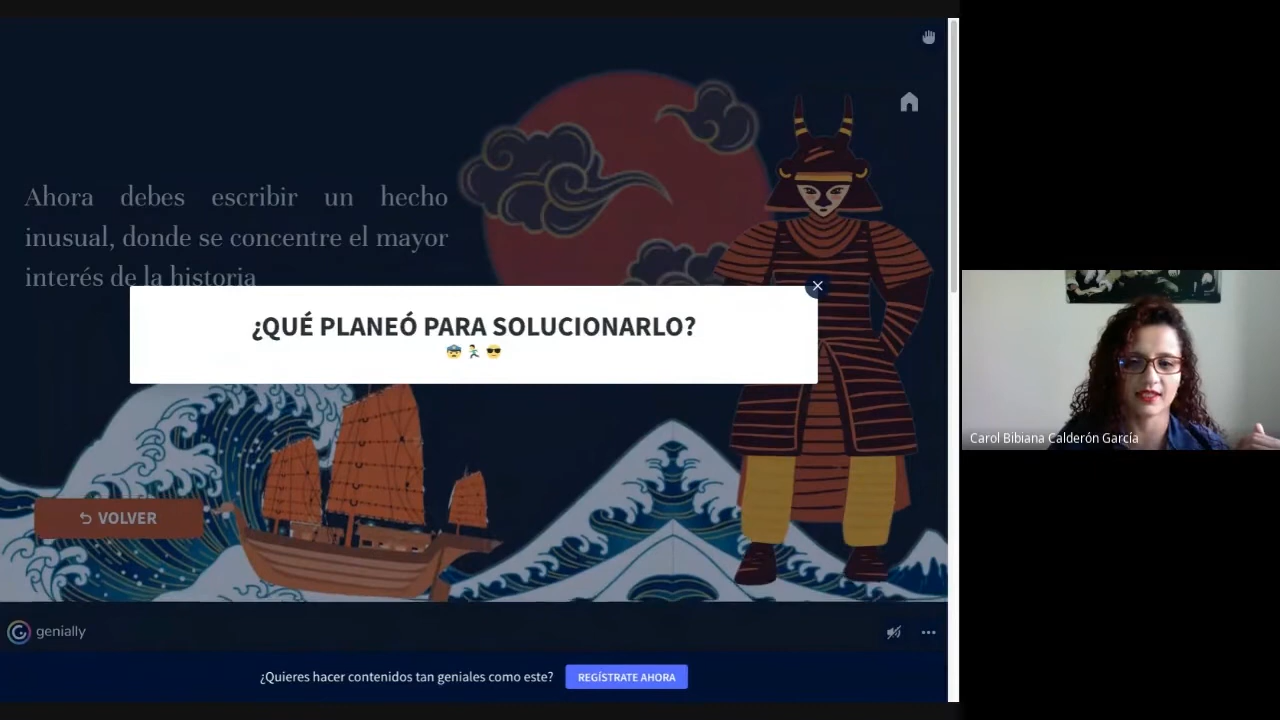 Ahora debes escribir un hecho
inusual, donde se concentre el mayor
interés de la historia
¿QUÉ PLANEÓ PARA SOLUCIONARLO?
VOLVER
Carol Bibiana Calderón García
genially
¿Quieres hacer contenidos tan geniales como este?
REGÍSTRATE AHORA